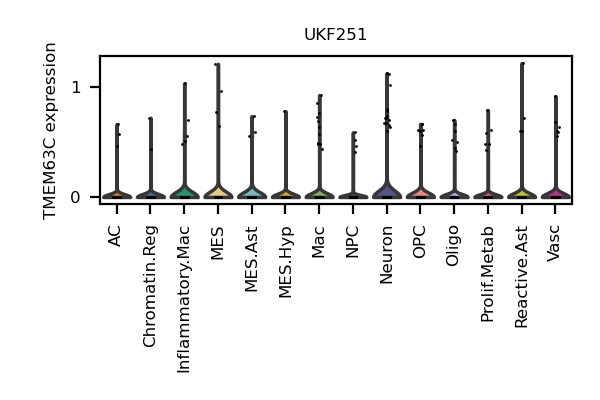 UKF251
TMEM63C expression
1
0
AC
Chromatin.Reg
Inflammatory.Mac
MES
MES.Ast
MES.Hyp
Mac
NPC
Neuron
OPC
Oligo
Prolif.Metab
Reactive.Ast
Vasc